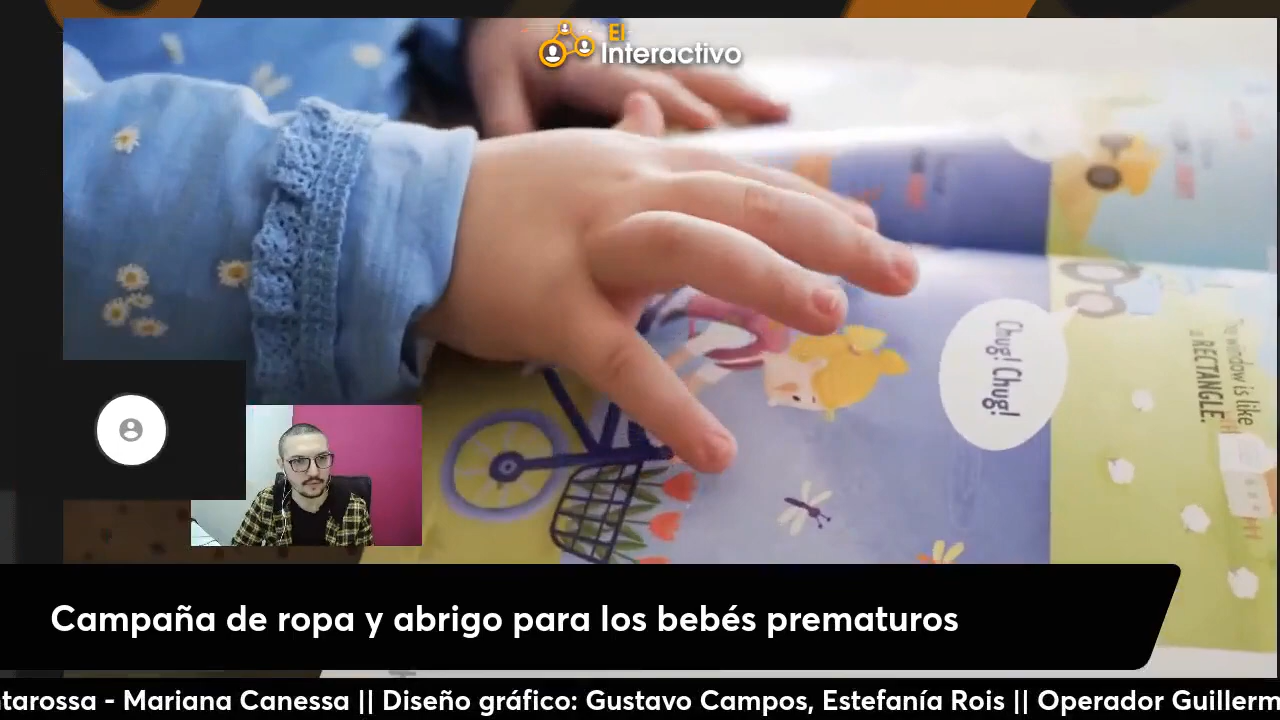 El
Interactivo
Chug! Chug!
The window is like
a RECTANGLE.
Campaña de ropa y abrigo para los bebés prematuros
tarossa - Mariana Canessa || Diseño gráfico: Gustavo Campos, Estefanía Rois || Operador Guillerm